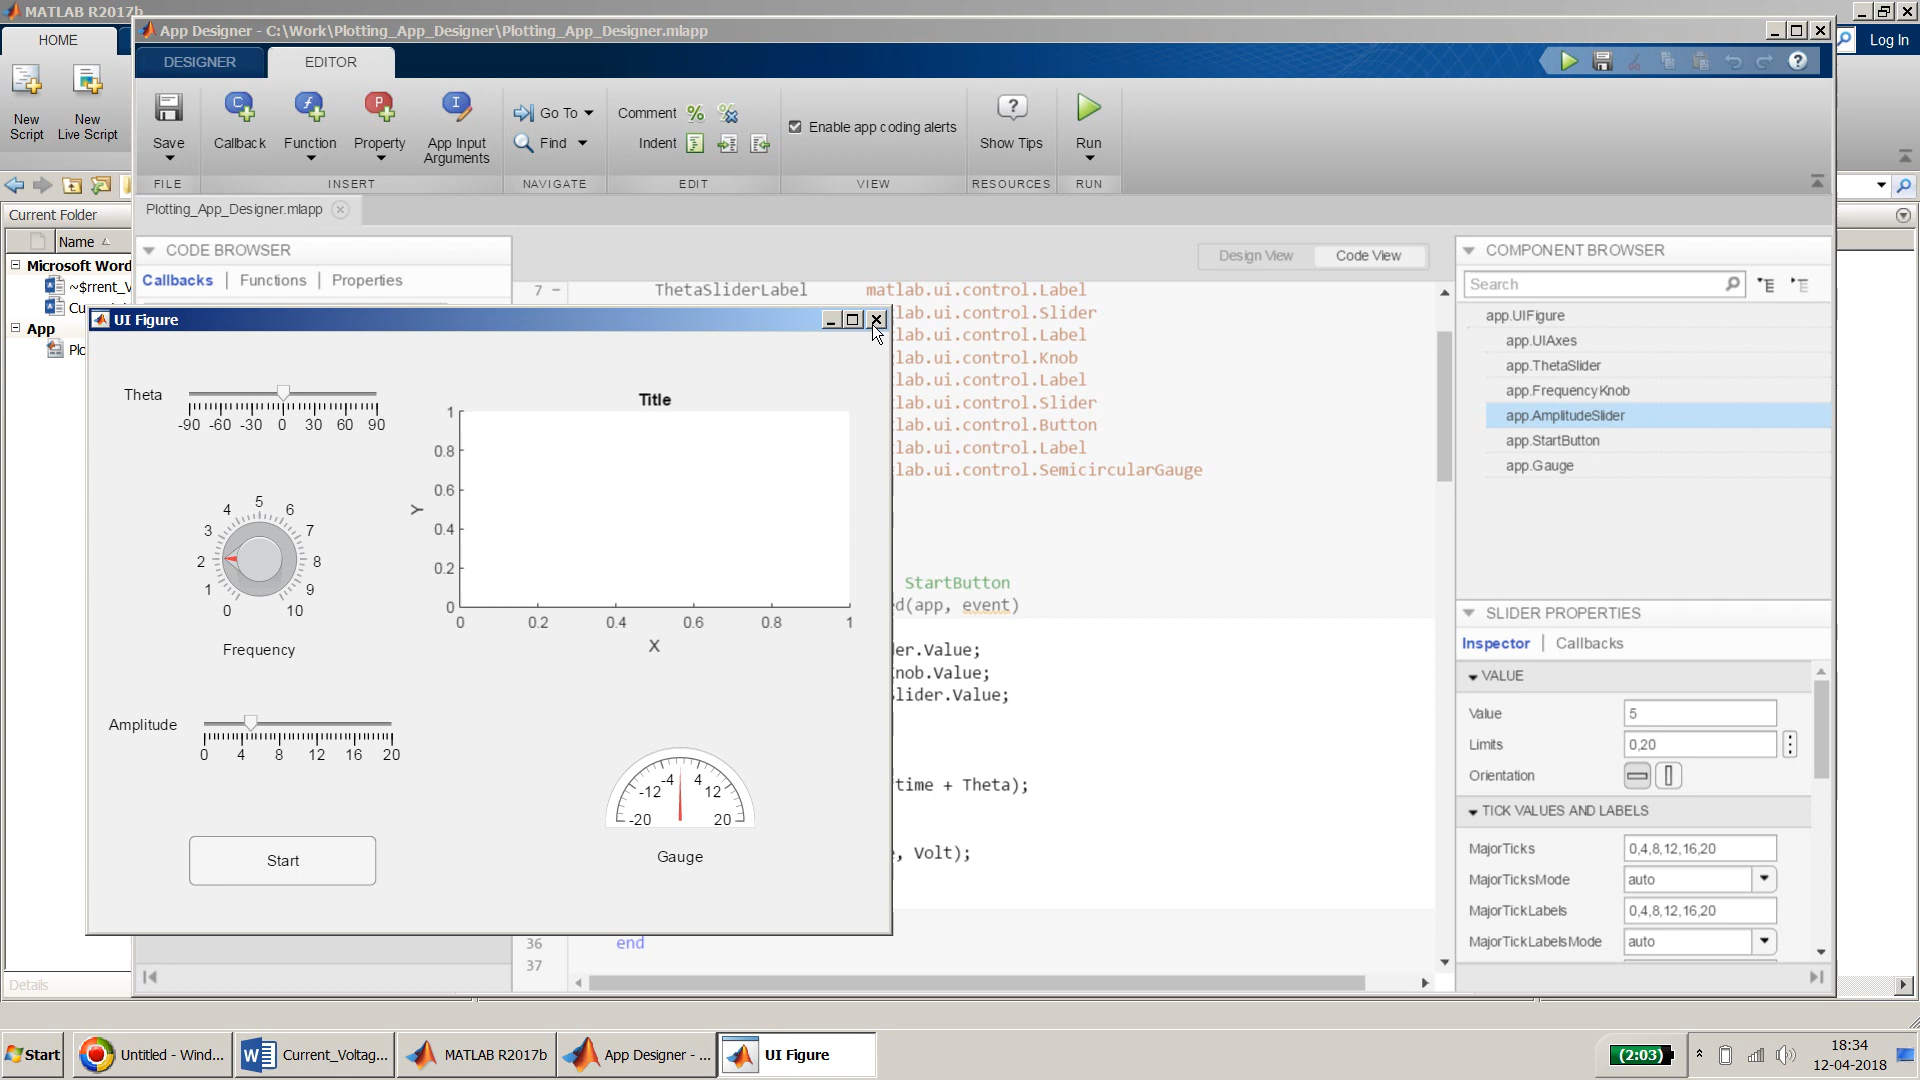 MATLAB R2017b
App Designer - C:\Work\Plotting_App_Designer\Plotting_App_Designer.mlapp
HOME
DESIGNER
EDITOR
Log In
New Script
New Live Script
Save
Callback
Function
Property
App Input Arguments
Go To
Find
Comment
Indent
Enable app coding alerts
Show Tips
Run
FILE
INSERT
NAVIGATE
EDIT
VIEW
RESOURCES
RUN
Current Folder
Name
Microsoft Word
~$rrent_V
App
Plotting_App_Designer.mlapp
CODE BROWSER
Callbacks
Functions
Properties
Design View
Code View
7 ThetaSliderLabel matlab.ui.control.Label
lab.ui.control.Slider
lab.ui.control.Label
lab.ui.control.Knob
lab.ui.control.Label
lab.ui.control.Slider
lab.ui.control.Button
lab.ui.control.Label
lab.ui.control.SemicircularGauge
StartButton
d(app, event)
er.Value;
nob.Value;
lider.Value;
time + Theta);
, Volt);
36 end
37
UI Figure
Theta
-90 -60 -30 0 30 60 90
0 1 2 3 4 5 6 7 8 9 10
Frequency
Amplitude
0 4 8 12 16 20
Start
Title
1
0.8
0.6
0.4
0.2
0
Y
0 0.2 0.4 0.6 0.8 1
X
-20 -12 -4 4 12 20
Gauge
COMPONENT BROWSER
Search
app.UIFigure
app.UIAxes
app.ThetaSlider
app.FrequencyKnob
app.AmplitudeSlider
app.StartButton
app.Gauge
SLIDER PROPERTIES
Inspector
Callbacks
VALUE
Value 5
Limits 0,20
Orientation
TICK VALUES AND LABELS
MajorTicks 0,4,8,12,16,20
MajorTicksMode auto
MajorTickLabels 0,4,8,12,16,20
MajorTickLabelsMode auto
Details
Start
Untitled - Wind...
Current_Voltag...
MATLAB R2017b
App Designer - ...
UI Figure
(2:03)
18:34
12-04-2018